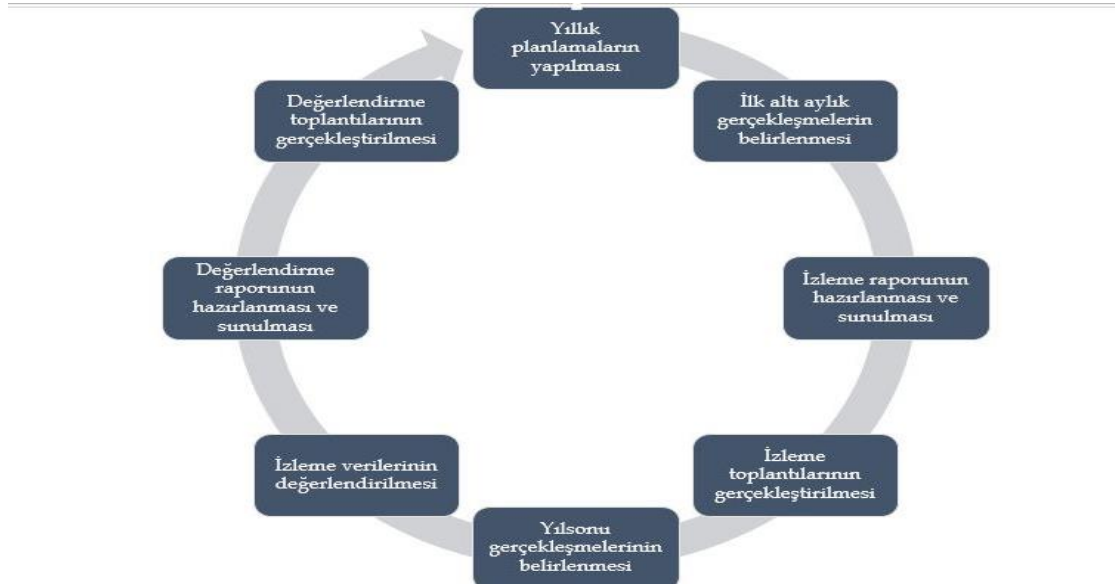 Yıllık
planlamaların
yapılması
İlk altı aylık
gerçekleşmelerin
belirlenmesi
İzleme raporunun
hazırlanması ve
sunulması
İzleme
toplantılarının
gerçekleştirilmesi
Yılsonu
gerçekleşmelerinin
belirlenmesi
İzleme verilerinin
değerlendirilmesi
Değerlendirme
raporunun
hazırlanması ve
sunulması
Değerlendirme
toplantılarının
gerçekleştirilmesi